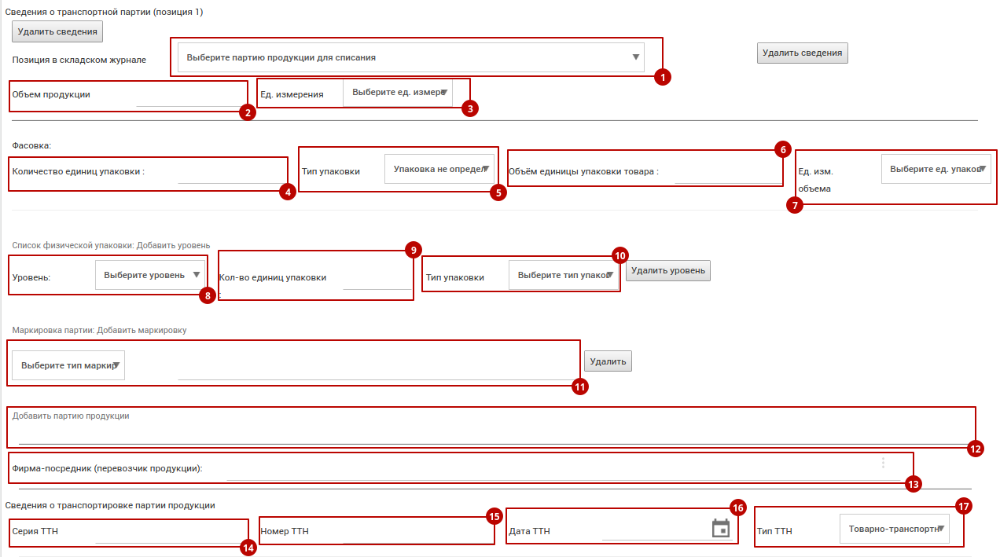 Сведения о транспортной партии (позиция 1)
Удалить сведения
Позиция в складском журнале
Выберите партию продукции для списания
Удалить сведения
1
Объем продукции
2
Ед. измерения
Выберите ед. измере
3
Фасовка:
Количество единиц упаковки :
4
Тип упаковки
Упаковка не определ
5
Объём единицы упаковки товара :
6
Ед. изм.
объема
Выберите ед. упаков
7
Список физической упаковки: Добавить уровень
Уровень:
Выберите уровень
8
Кол-во единиц упаковки
:
9
Тип упаковки
Выберите тип упаков
10
Удалить уровень
Маркировка партии: Добавить маркировку
Выберите тип маркир
11
Удалить
Добавить партию продукции
12
Фирма-посредник (перевозчик продукции):
13
Сведения о транспортировке партии продукции
Серия ТТН
14
Номер ТТН
15
Дата ТТН
16
Тип ТТН
Товарно-транспортн
17